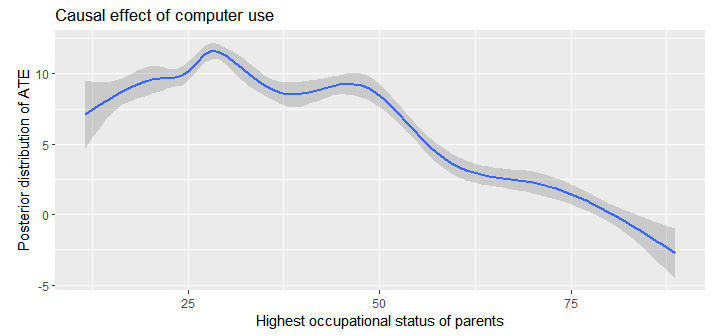 Causal effect of computer use
Posterior distribution of ATE
10
5
0
-5
25
50
75
Highest occupational status of parents